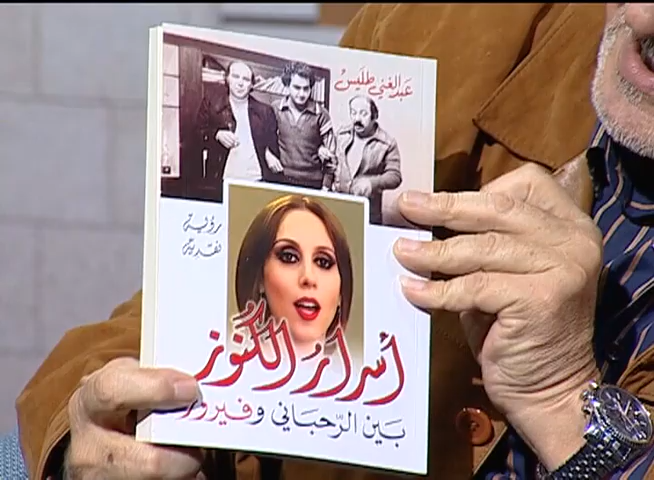 عبد الغني طليس
رؤية
نقدية
أسرار الكنوز
بين الرحباني وفيروز